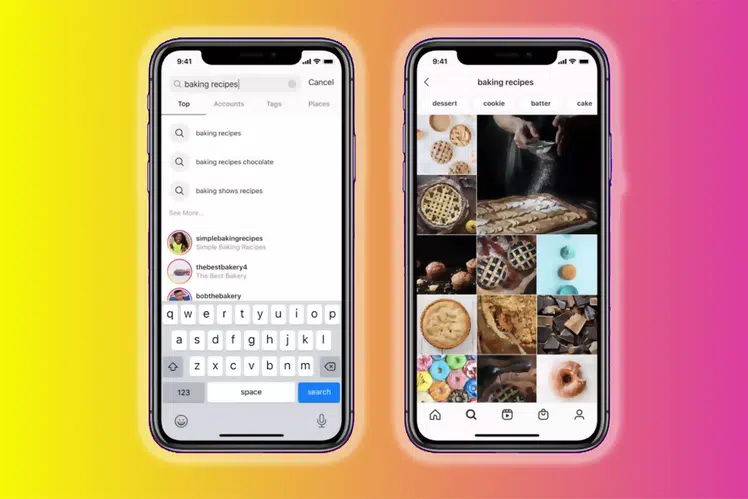 9:41
baking recipes
Cancel
Top Accounts Tags Places
baking recipes
baking recipes chocolate
baking shows recipes
See More...
simplebakingrecipes
Simple Baking Recipes
thebestbakery4
The Best Bakery
bobthebakery
q w e r t y u i o p
a s d f g h j k l
z x c v b n m
123 space search
9:41
baking recipes
dessert cookie batter cake